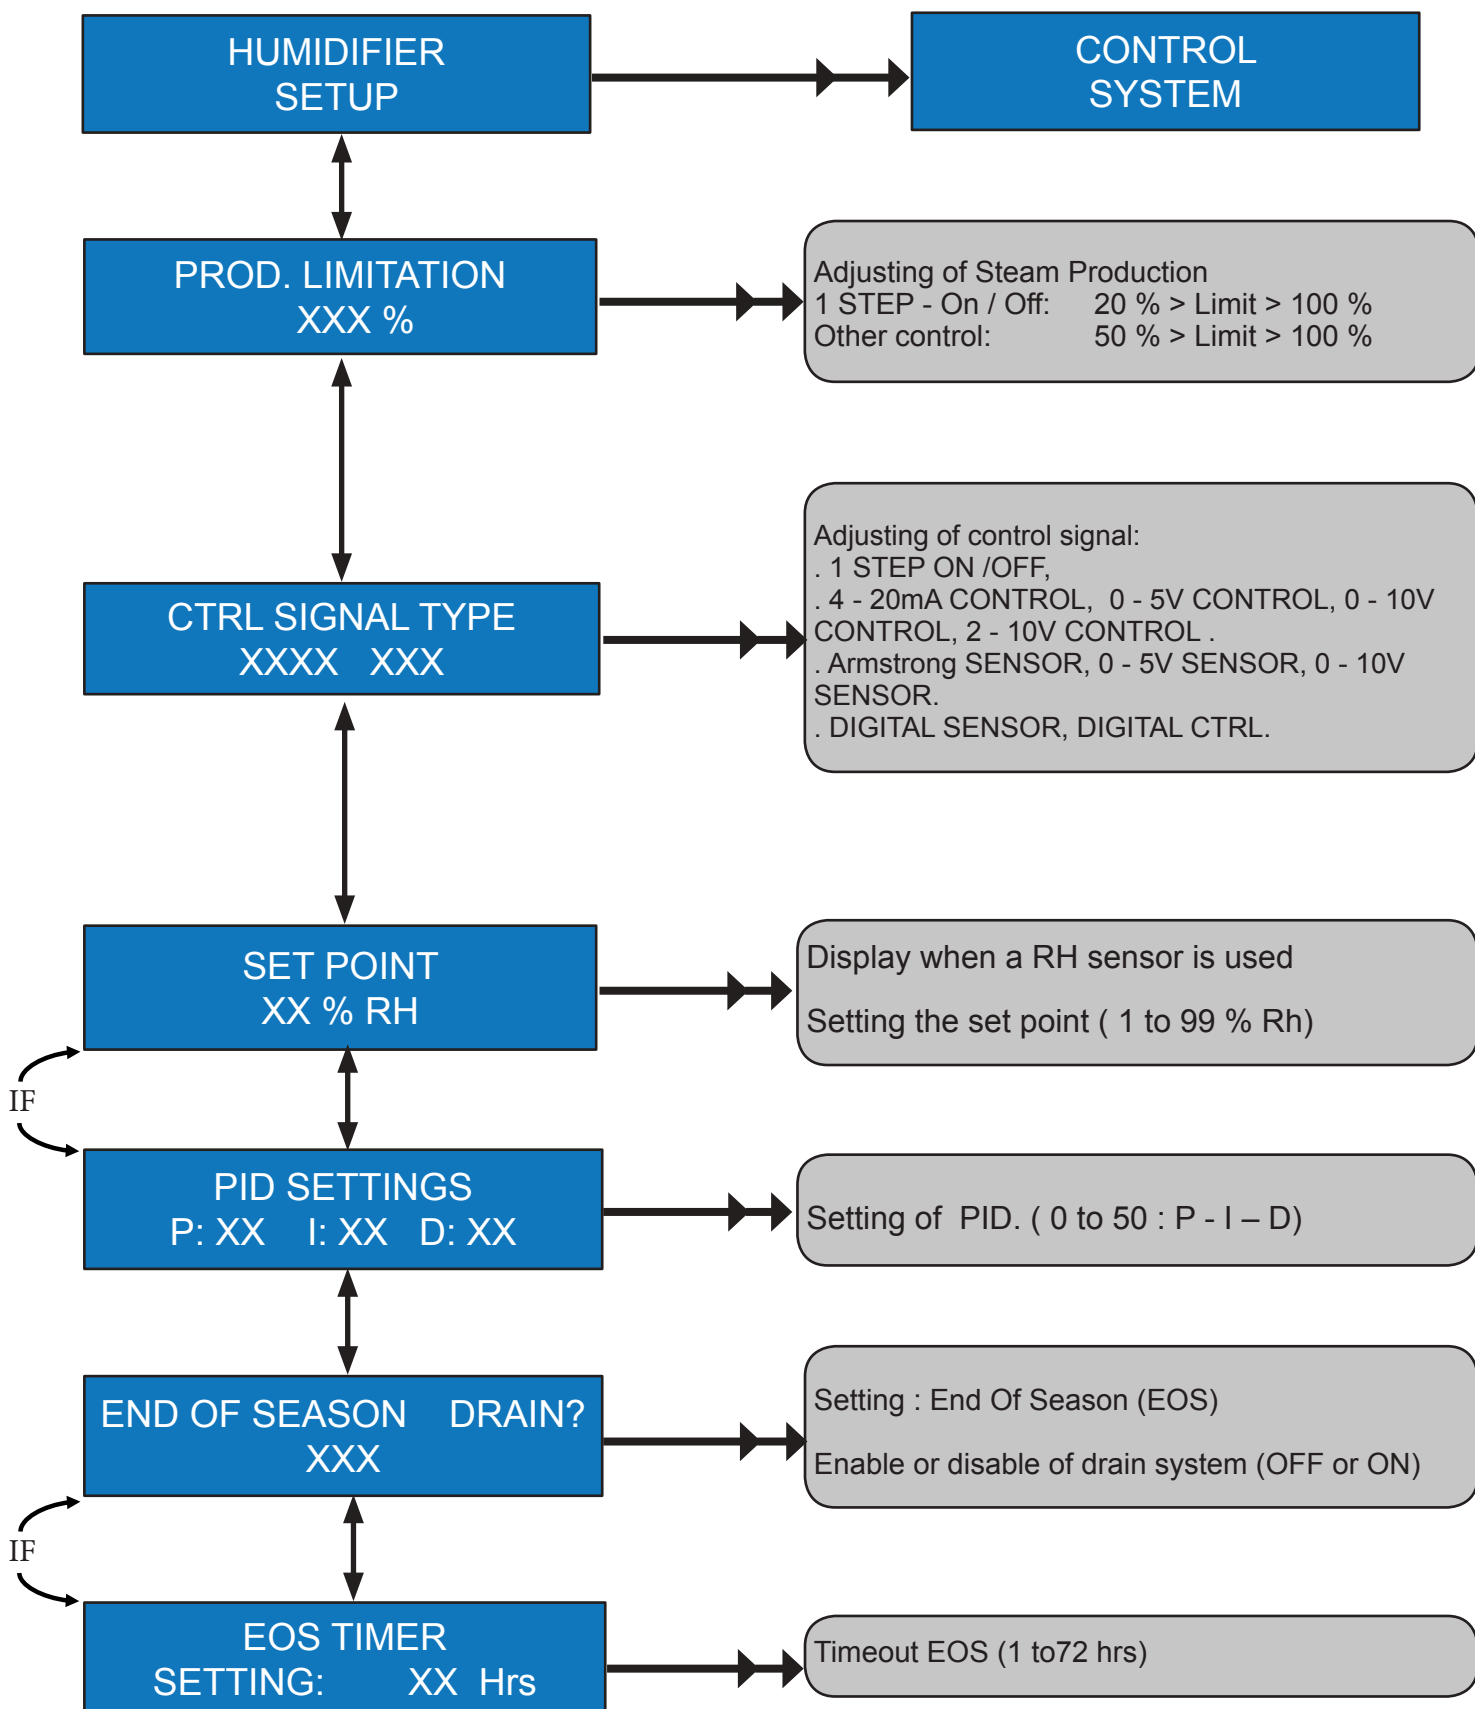 HUMIDIFIER
SETUP
CONTROL
SYSTEM
PROD. LIMITATION
XXX %
Adjusting of Steam Production
1 STEP - On / Off: 20 % > Limit > 100 %
Other control: 50 % > Limit > 100 %
CTRL SIGNAL TYPE
XXXX XXX
Adjusting of control signal:
. 1 STEP ON /OFF,
. 4 - 20mA CONTROL, 0 - 5V CONTROL, 0 - 10V
CONTROL, 2 - 10V CONTROL .
. Armstrong SENSOR, 0 - 5V SENSOR, 0 - 10V
SENSOR.
. DIGITAL SENSOR, DIGITAL CTRL.
SET POINT
XX % RH
Display when a RH sensor is used
Setting the set point ( 1 to 99 % Rh)
IF
PID SETTINGS
P: XX I: XX D: XX
Setting of PID. ( 0 to 50 : P - I – D)
END OF SEASON DRAIN?
XXX
Setting : End Of Season (EOS)
Enable or disable of drain system (OFF or ON)
IF
EOS TIMER
SETTING: XX Hrs
Timeout EOS (1 to72 hrs)